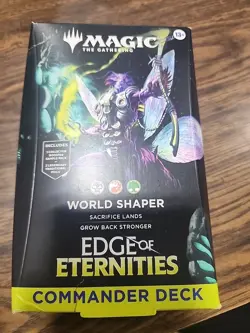 MAGIC
THE GATHERING
13+
WORLD SHAPER
SACRIFICE LANDS
GROW BACK STRONGER
EDGE OF
ETERNITIES
COMMANDER DECK